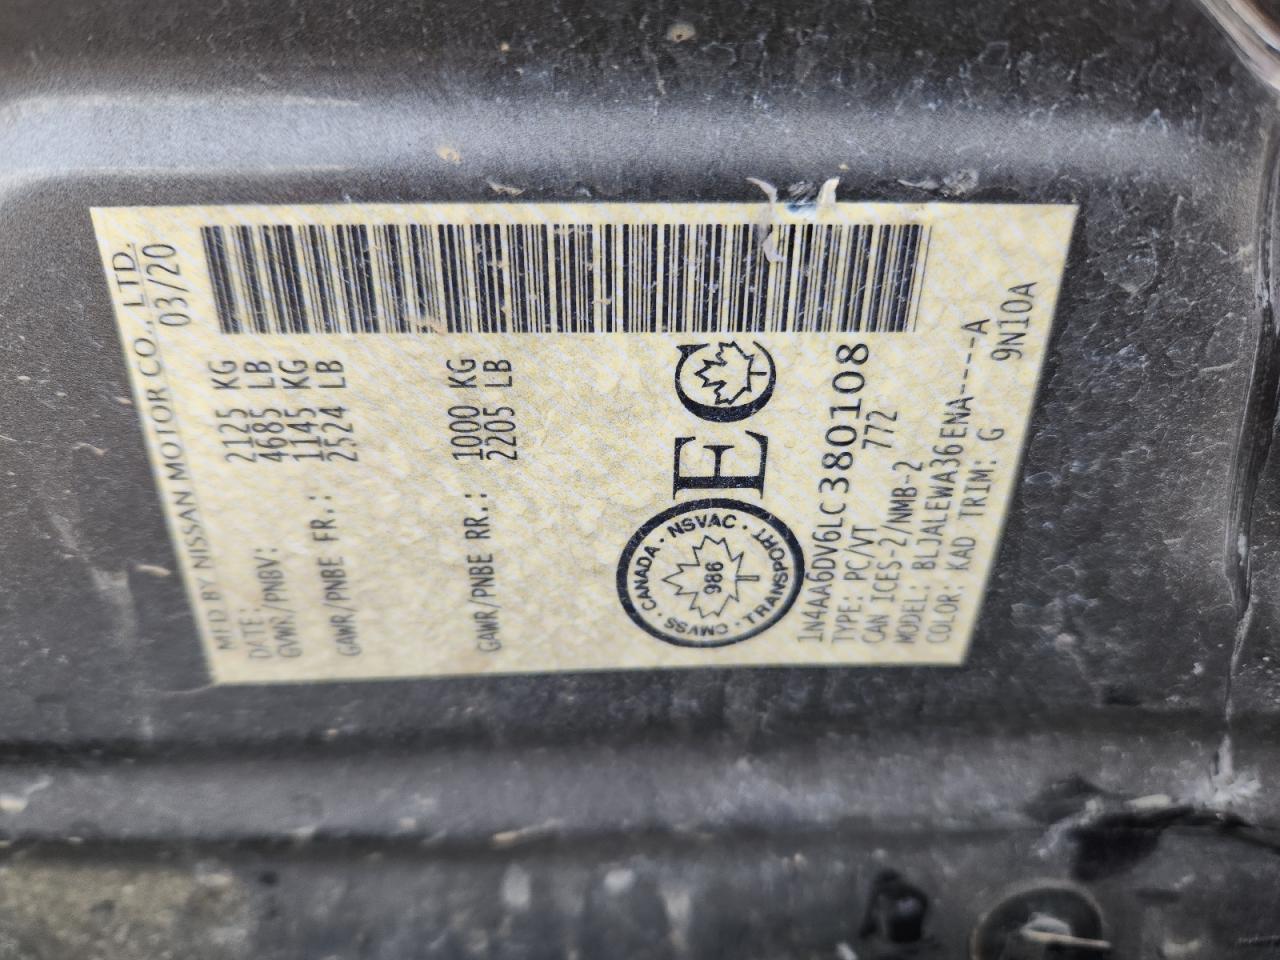 MFD BY NISSAN MOTOR CO., LTD.
DATE: 03/20
GVWR/PNBV: 2125 KG
4685 LB
GAWR/PNBE FR.: 1145 KG
2524 LB
GAWR/PNBE RR.: 1000 KG
2205 LB
CANADA · NSVAC · TRANSPORT · CMVSS ·
986
EC
1N4AA6DV6LC380108
TYPE: PC/VT 772
CAN ICES-2/NMB-2
MODEL: BLJALEWA36ENA-----A
COLOR: KAD TRIM: G 9N10A